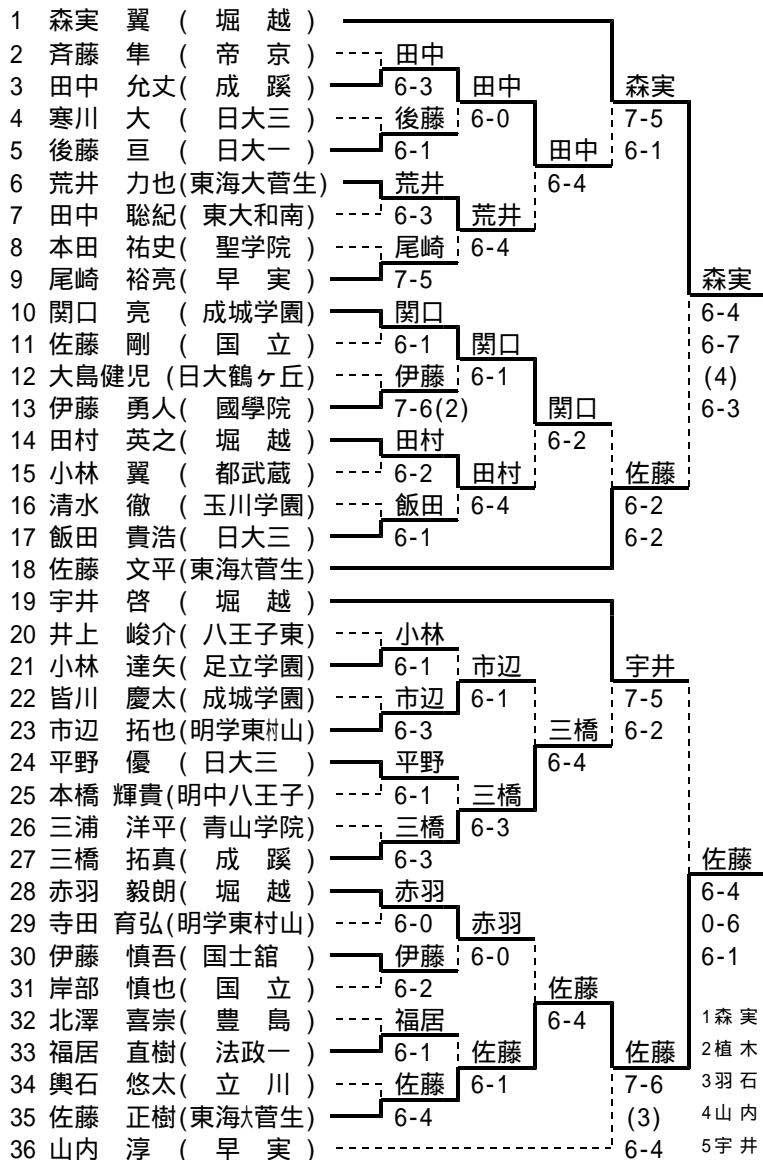 1 森実 翼 ( 堀 越 )
2 斉藤 隼 ( 帝 京 ) 田中
3 田中 允丈( 成 蹊 ) 6-3 田中 森実
4 寒川 大 ( 日大三 ) 後藤 6-0 7-5
5 後藤 亘 ( 日大一 ) 6-1 田中 6-1
6 荒井 力也(東海大菅生) 荒井 6-4
7 田中 聡紀( 東大和南) 6-3 荒井
8 本田 祐史( 聖学院 ) 尾崎 6-4
9 尾崎 裕亮( 早 実 ) 7-5 森実
10 関口 亮 ( 成城学園) 関口 6-4
11 佐藤 剛 ( 国 立 ) 6-1 関口 6-7
12 大島健児 (日大鶴ヶ丘) 伊藤 6-1 (4)
13 伊藤 勇人( 國學院 ) 7-6(2) 関口 6-3
14 田村 英之( 堀 越 ) 田村 6-2
15 小林 翼 ( 都武蔵 ) 6-2 田村 佐藤
16 清水 徹 ( 玉川学園) 飯田 6-4 6-2
17 飯田 貴浩( 日大三 ) 6-1 6-2
18 佐藤 文平(東海大菅生)
19 宇井 啓 ( 堀 越 )
20 井上 峻介( 八王子東) 小林
21 小林 達矢( 足立学園) 6-1 市辺 宇井
22 皆川 慶太( 成城学園) 市辺 6-1 7-5
23 市辺 拓也(明学東村山) 6-3 三橋 6-2
24 平野 優 ( 日大三 ) 平野 6-4
25 本橋 輝貴(明中八王子) 6-1 三橋
26 三浦 洋平( 青山学院) 三橋 6-3
27 三橋 拓真( 成 蹊 ) 6-3 佐藤
28 赤羽 毅朗( 堀 越 ) 赤羽 6-4
29 寺田 育弘(明学東村山) 6-0 赤羽 0-6
30 伊藤 慎吾( 国士舘 ) 伊藤 6-0 6-1
31 岸部 慎也( 国 立 ) 6-2 佐藤
32 北澤 喜崇( 豊 島 ) 福居 6-4 1森 実
33 福居 直樹( 法政一 ) 6-1 佐藤 佐藤 2植 木
34 輿石 悠太( 立 川 ) 佐藤 6-1 7-6 3羽 石
35 佐藤 正樹(東海大菅生) 6-4 (3) 4山 内
36 山内 淳 ( 早 実 ) 6-4 5宇 井